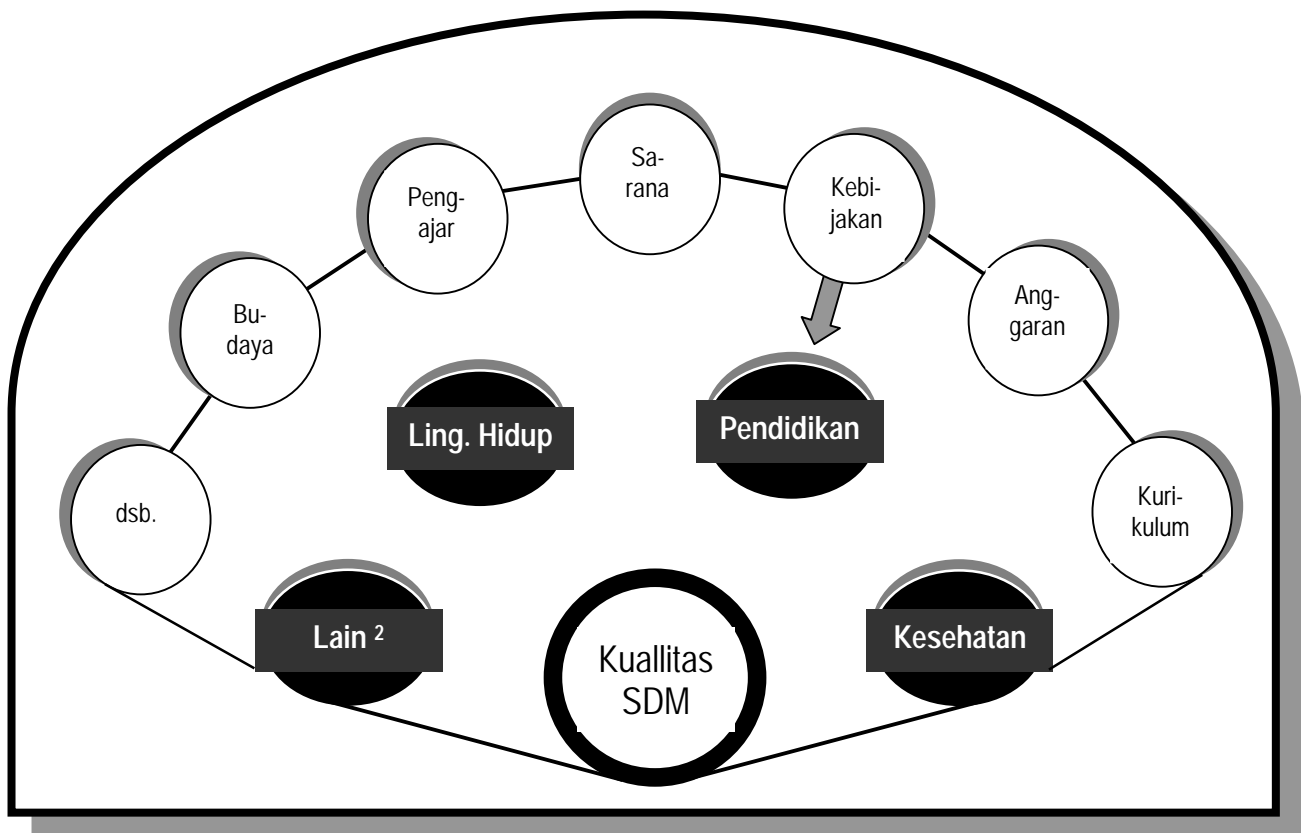 Sa-
rana
Peng-
ajar
Kebi-
jakan
Bu-
daya
Ang-
garan
Ling. Hidup
Pendidikan
dsb.
Kuri-
kulum
Lain ²
Kuallitas
SDM
Kesehatan